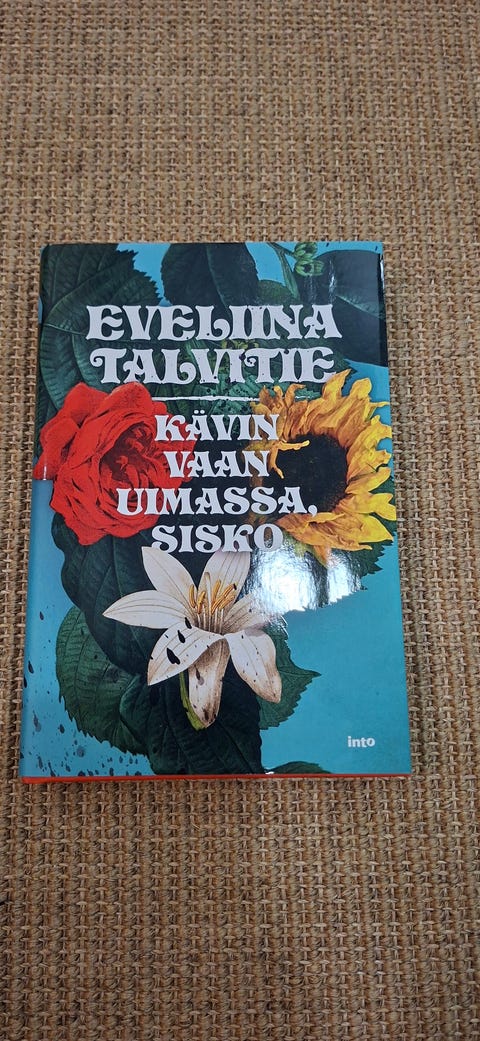 EVELIINA
TALVITIE
KÄVIN
VAAN
UIMASSA,
SISKO
into